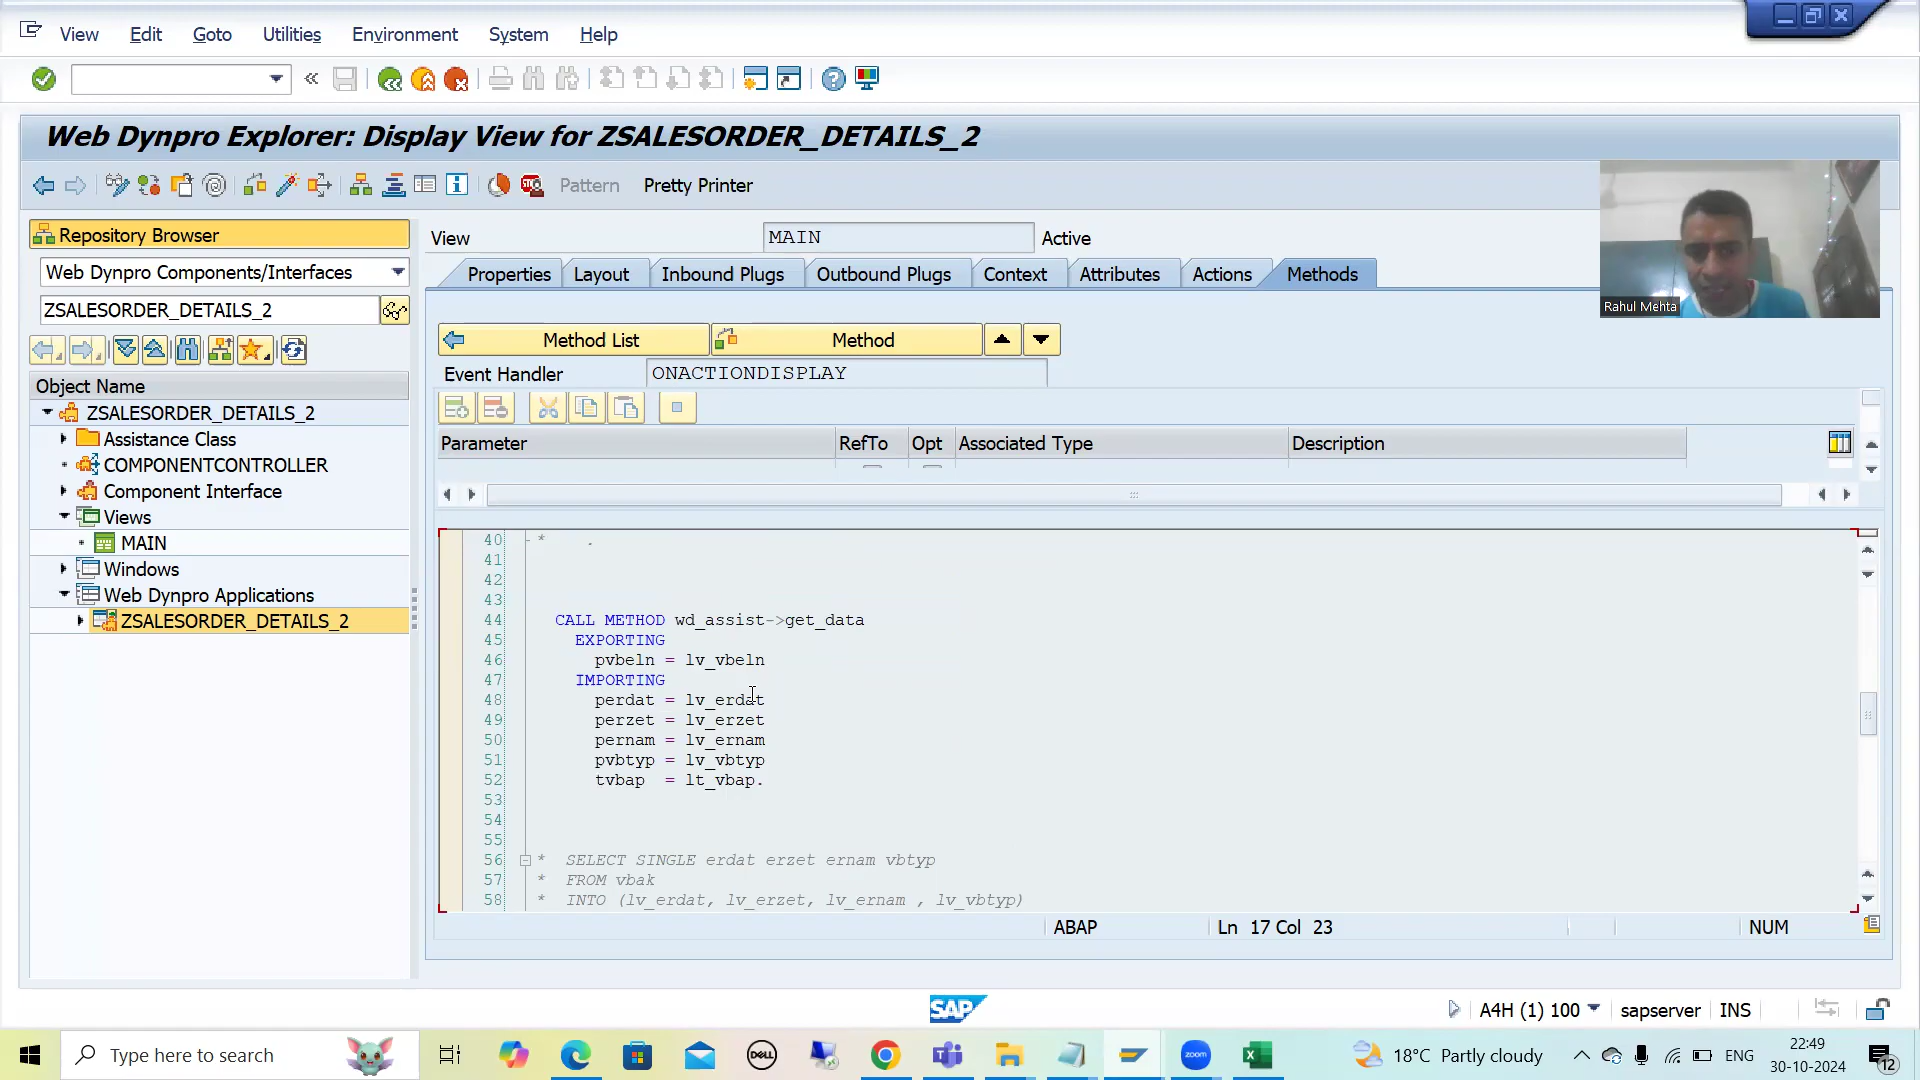 View Edit Goto Utilities Environment System Help
Web Dynpro Explorer: Display View for ZSALESORDER_DETAILS_2
Pattern Pretty Printer
Repository Browser
Web Dynpro Components/Interfaces
ZSALESORDER_DETAILS_2
Object Name
ZSALESORDER_DETAILS_2
Assistance Class
COMPONENTCONTROLLER
Component Interface
Views
MAIN
Windows
Web Dynpro Applications
ZSALESORDER_DETAILS_2
View MAIN Active
Properties Layout Inbound Plugs Outbound Plugs Context Attributes Actions Methods
Method List Method
Event Handler ONACTIONDISPLAY
Parameter RefTo Opt Associated Type Description
40 * .
41
42
43
44 CALL METHOD wd_assist->get_data
45 EXPORTING
46 pvbeln = lv_vbeln
47 IMPORTING
48 perdat = lv_erdat
49 perzet = lv_erzet
50 pernam = lv_ernam
51 pvbtyp = lv_vbtyp
52 tvbap = lt_vbap.
53
54
55
56 * SELECT SINGLE erdat erzet ernam vbtyp
57 * FROM vbak
58 * INTO (lv_erdat, lv_erzet, lv_ernam , lv_vbtyp)
ABAP Ln 17 Col 23 NUM
Rahul Mehta
SAP
A4H (1) 100 sapserver INS
Type here to search
DELL
zoom
18°C Partly cloudy
ENG
22:49
30-10-2024
12